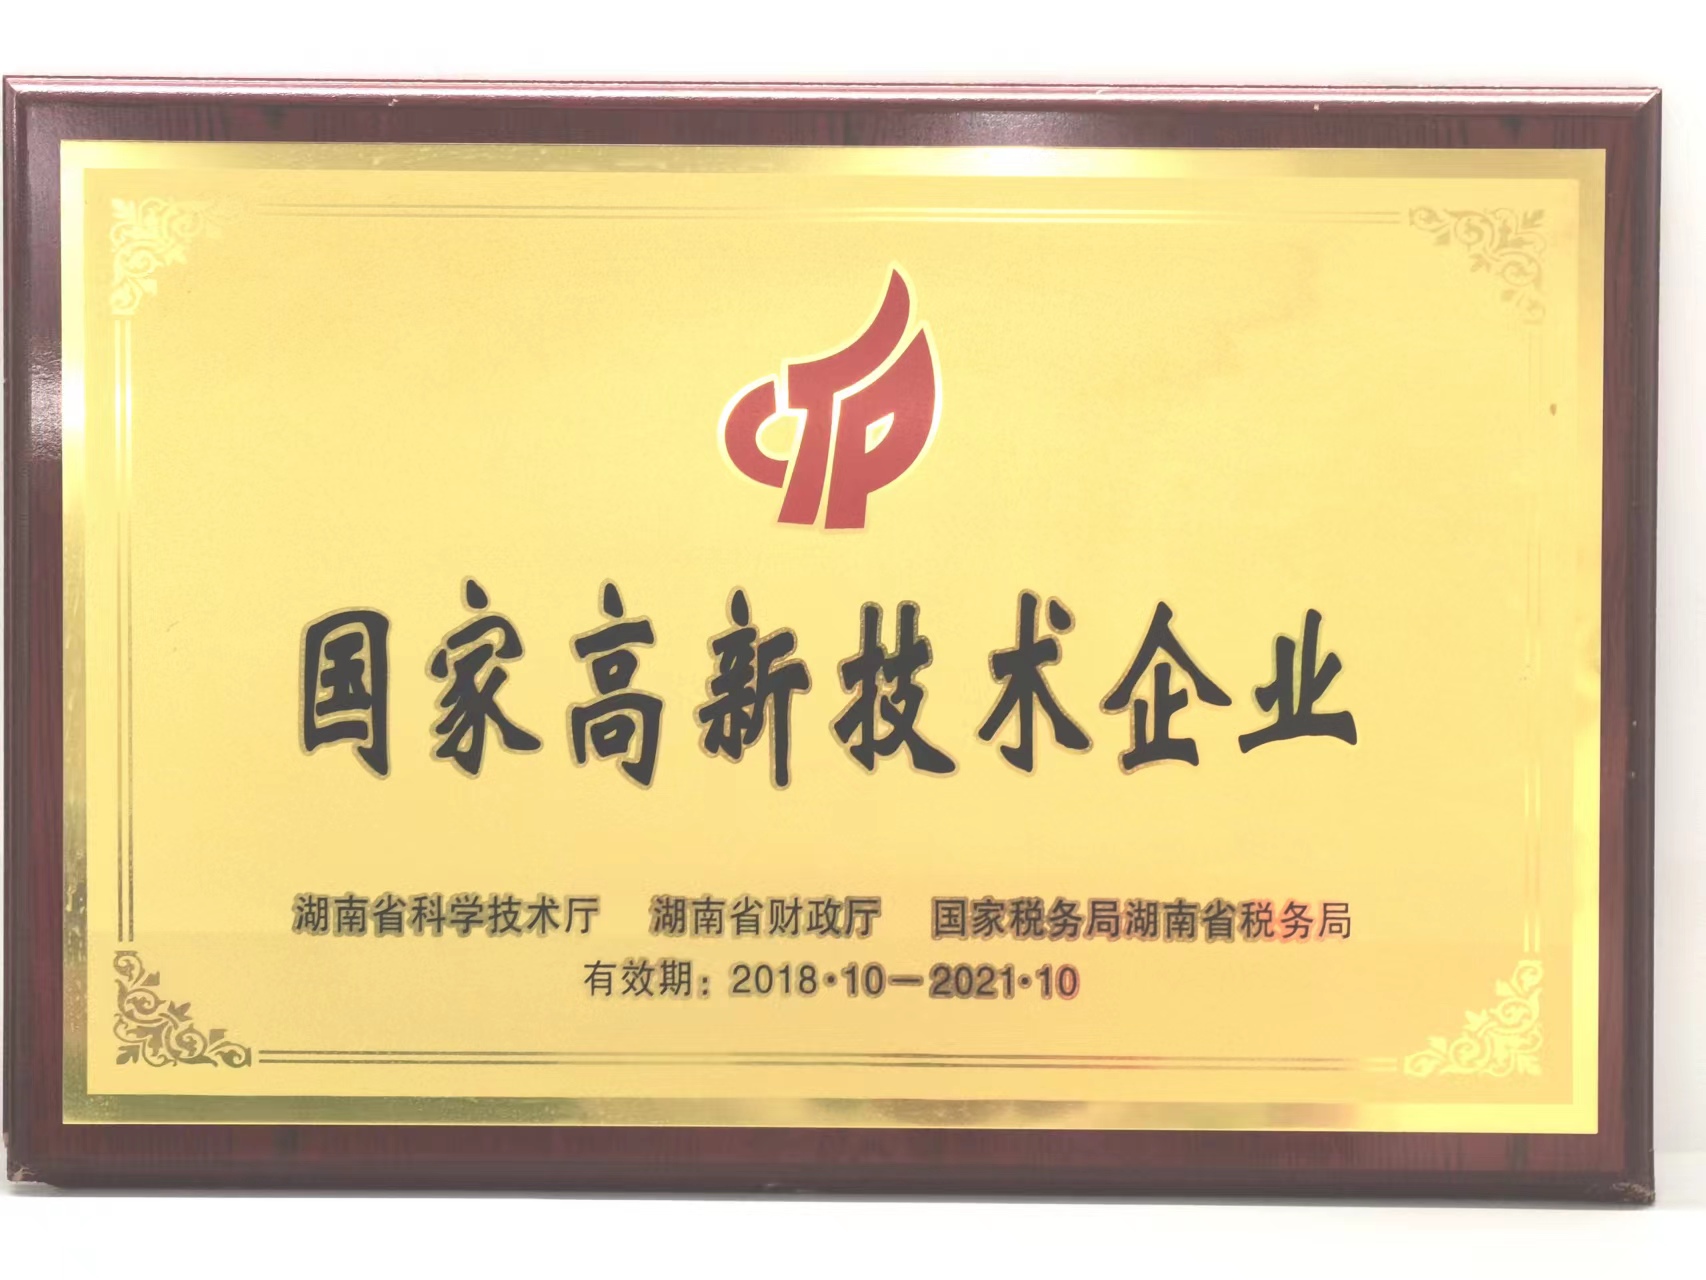 CTP
国家高新技术企业
湖南省科学技术厅 湖南省财政厅 国家税务局湖南省税务局
有效期：2018·10—2021·10